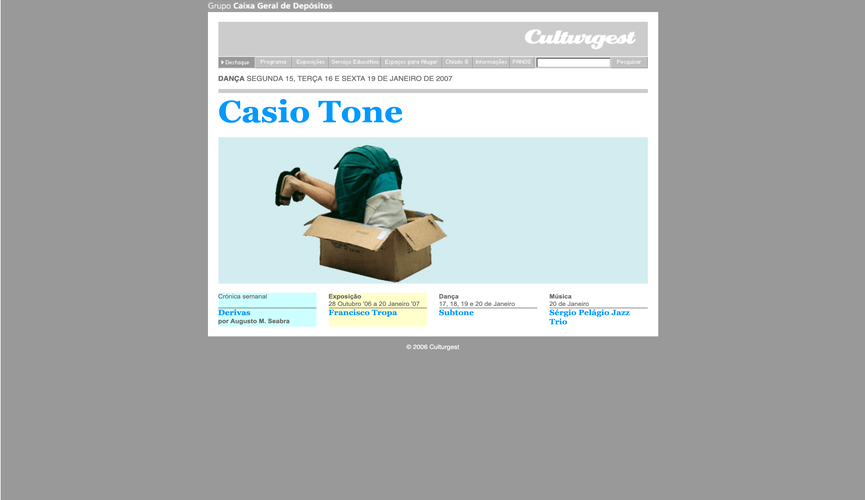 Grupo Caixa Geral de Depósitos
Culturgest
Destaque Programa Exposições Serviço Educativo Espaços para Alugar Chiado 8 Informações PANOS Pesquisar
DANÇA SEGUNDA 15, TERÇA 16 E SEXTA 19 DE JANEIRO DE 2007
Casio Tone
Crónica semanal
Derivas
por Augusto M. Seabra
Exposição
28 Outubro '06 a 20 Janeiro '07
Francisco Tropa
Dança
17, 18, 19 e 20 de Janeiro
Subtone
Música
20 de Janeiro
Sérgio Pelágio Jazz
Trio
© 2006 Culturgest